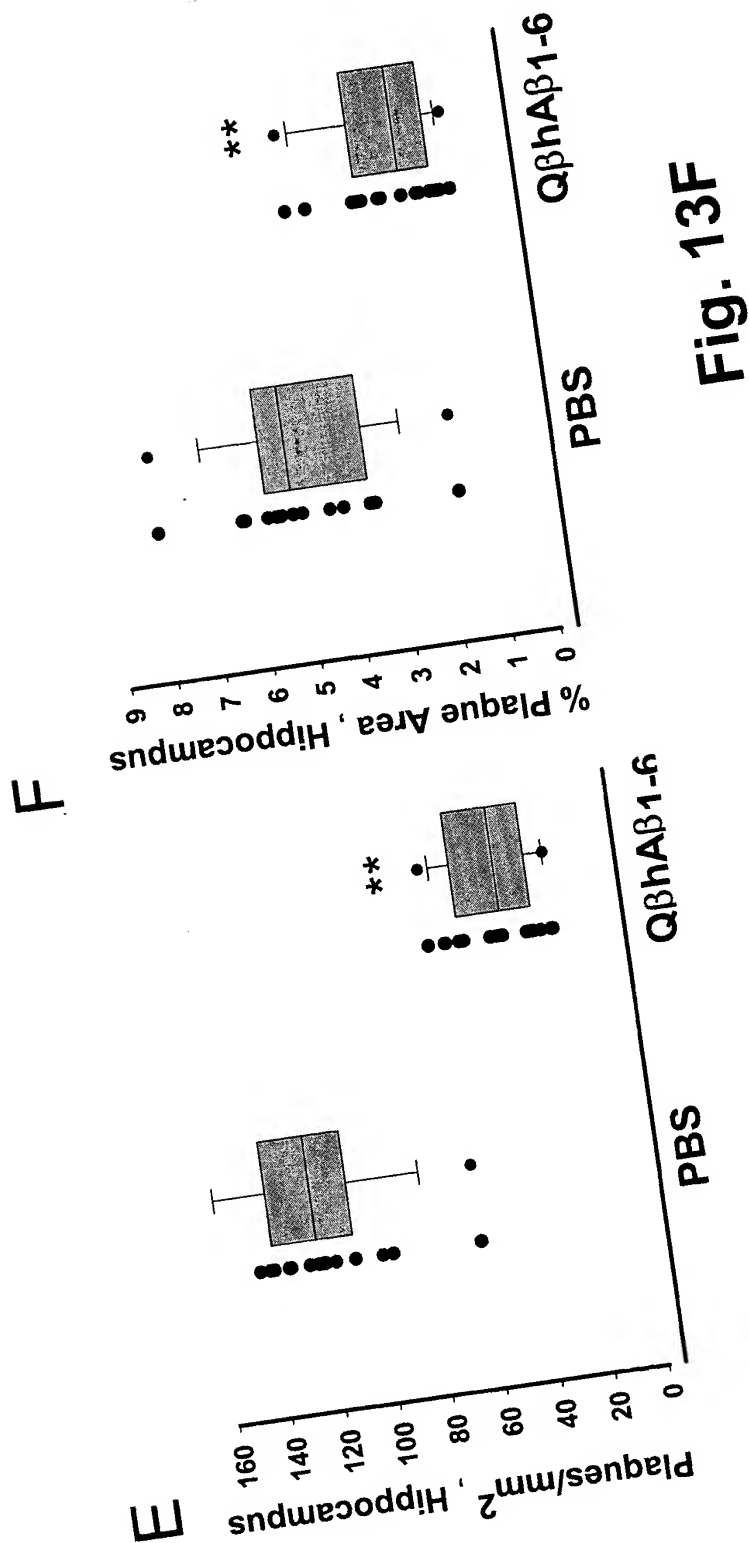 E
Plaques/mm², Hippocampus
160
140
120
100
80
60
40
20
0
**
PBS
QβhAβ1-6
F
% Plaque Area, Hippocampus
9
8
7
6
5
4
3
2
1
0
**
PBS
QβhAβ1-6
Fig. 13F